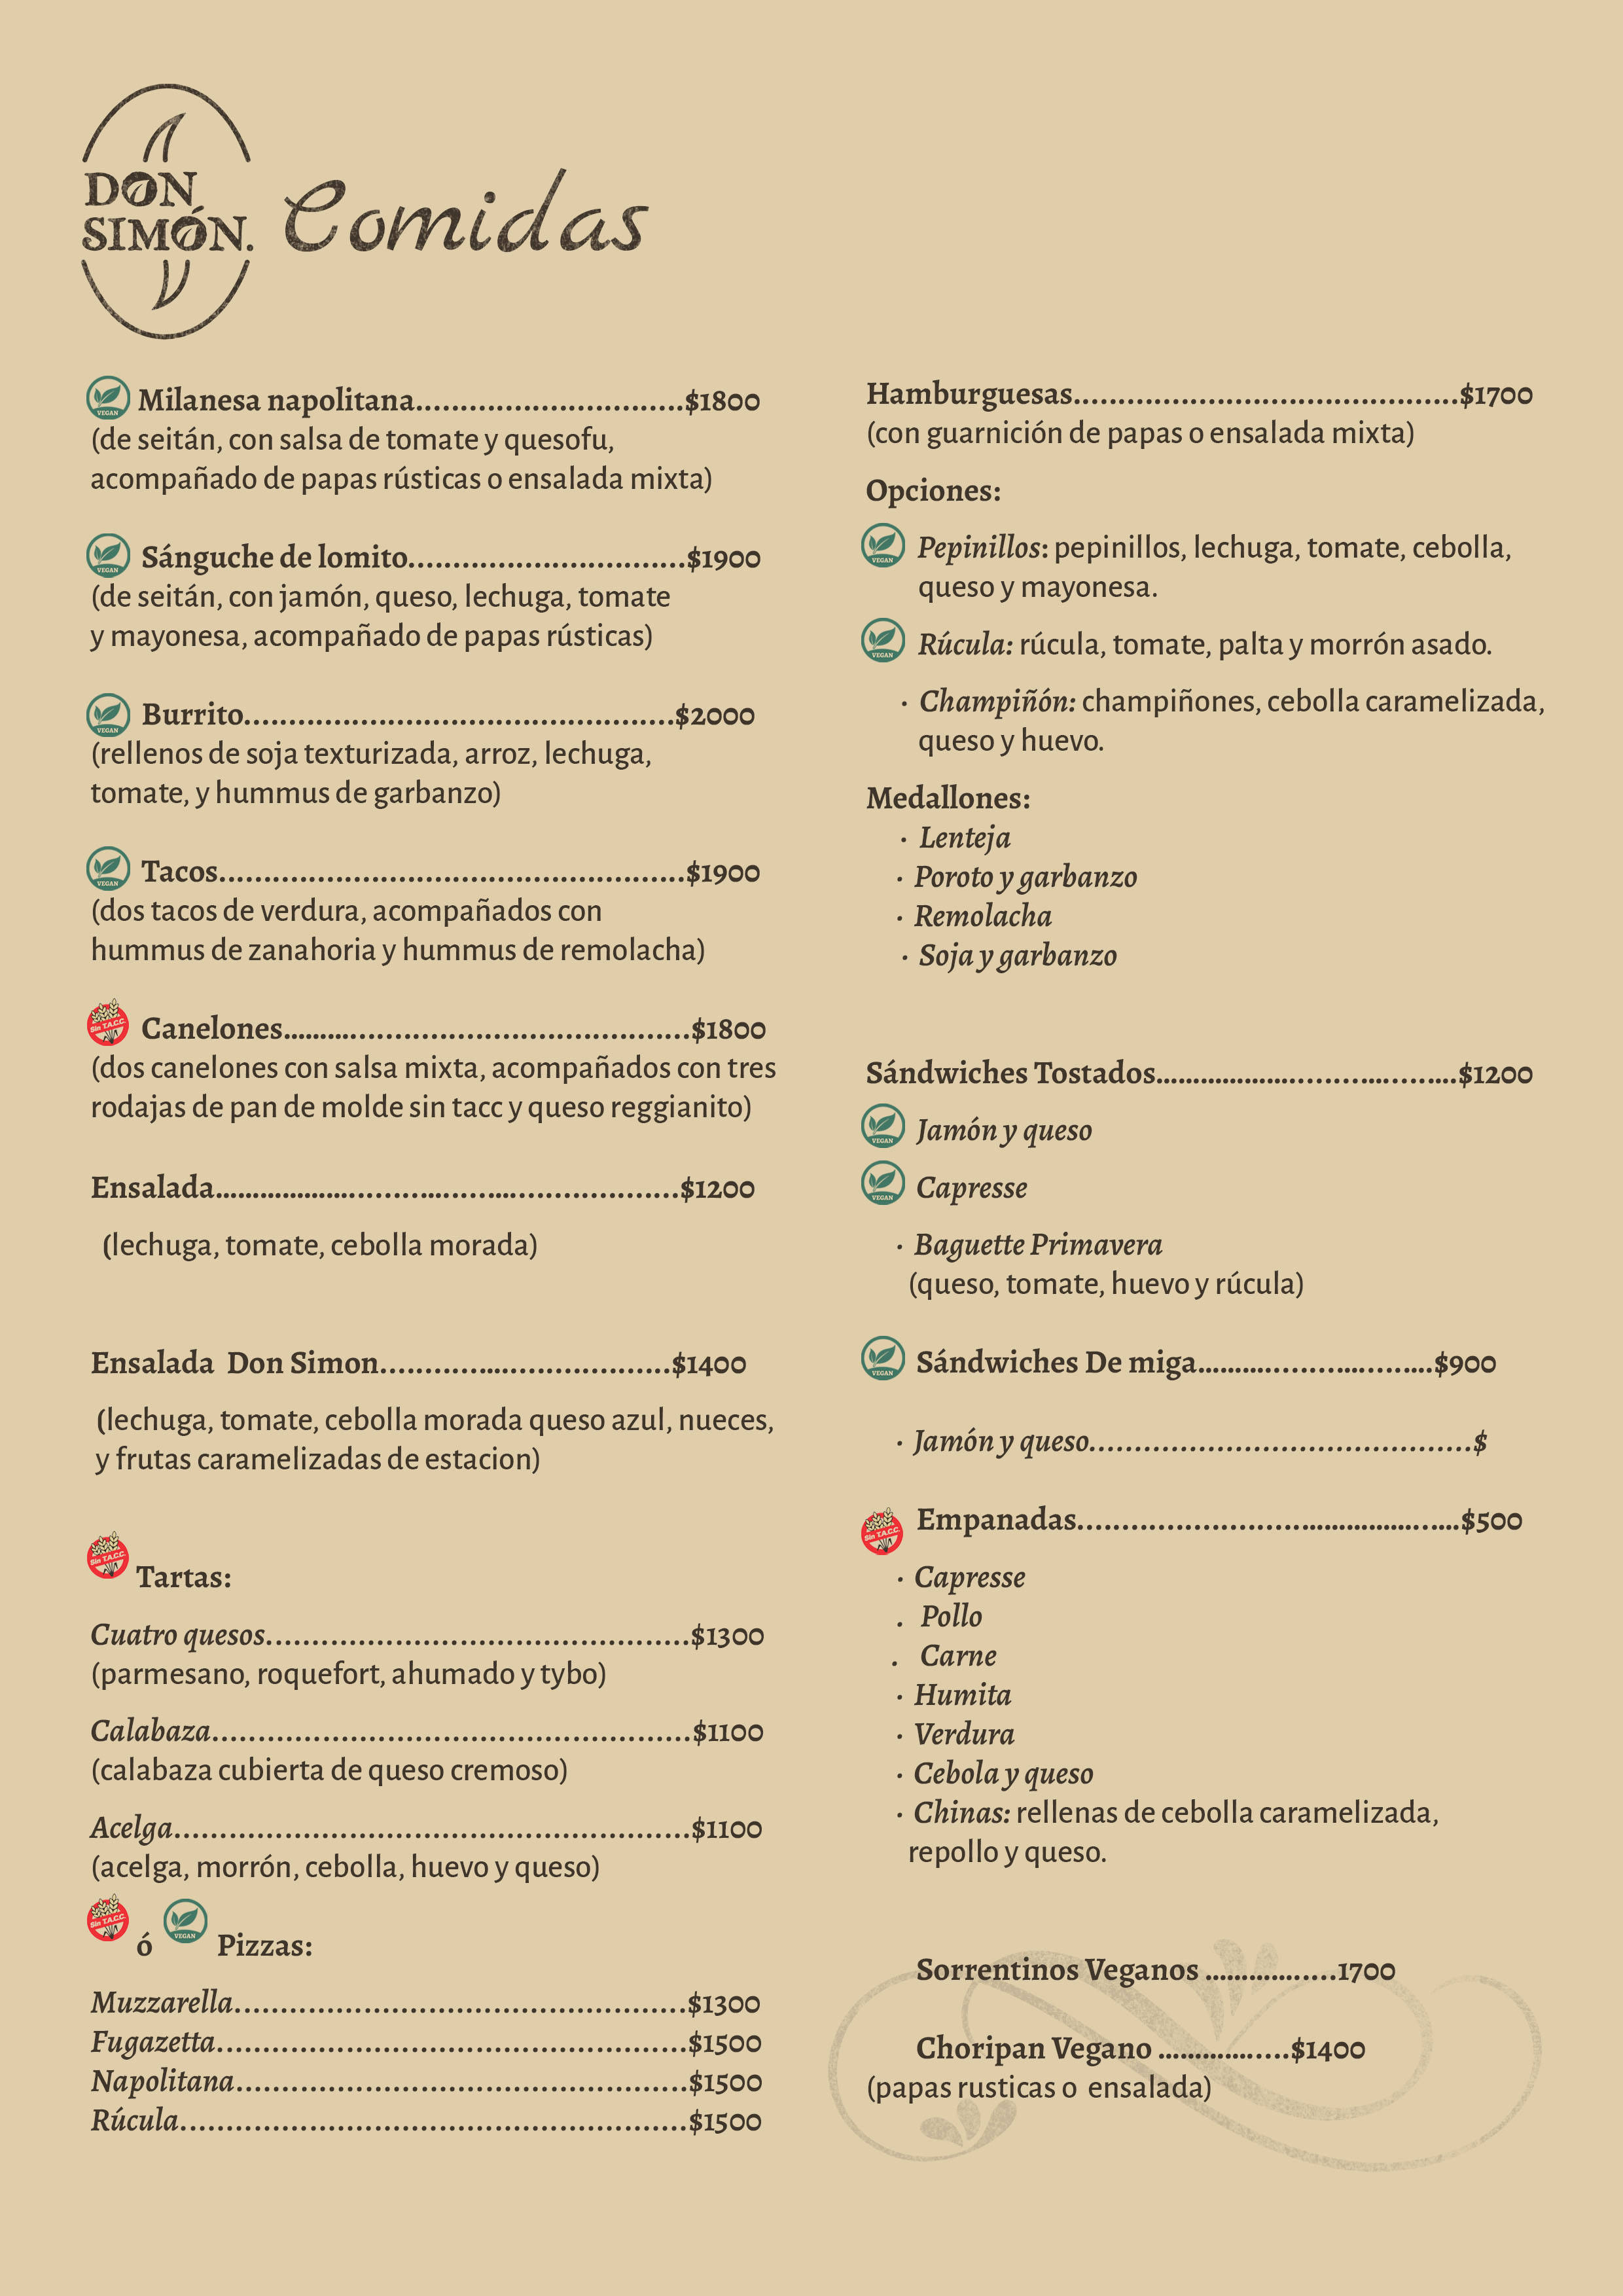 DON
SIMÓN.
Comidas
VEGAN Milanesa napolitana..............................$1800
(de seitán, con salsa de tomate y quesofu,
acompañado de papas rústicas o ensalada mixta)
VEGAN Sánguche de lomito...............................$1900
(de seitán, con jamón, queso, lechuga, tomate
y mayonesa, acompañado de papas rústicas)
VEGAN Burrito................................................$2000
(rellenos de soja texturizada, arroz, lechuga,
tomate, y hummus de garbanzo)
VEGAN Tacos....................................................$1900
(dos tacos de verdura, acompañados con
hummus de zanahoria y hummus de remolacha)
Sin T.A.C.C. Canelones..............................................$1800
(dos canelones con salsa mixta, acompañados con tres
rodajas de pan de molde sin tacc y queso reggianito)
Ensalada.......................................................$1200
(lechuga, tomate, cebolla morada)
Ensalada Don Simon..................................$1400
(lechuga, tomate, cebolla morada queso azul, nueces,
y frutas caramelizadas de estacion)
Sin T.A.C.C. Tartas:
Cuatro quesos...............................................$1300
(parmesano, roquefort, ahumado y tybo)
Calabaza.....................................................$1100
(calabaza cubierta de queso cremoso)
Acelga.........................................................$1100
(acelga, morrón, cebolla, huevo y queso)
Sin T.A.C.C. ó VEGAN Pizzas:
Muzzarella..................................................$1300
Fugazetta....................................................$1500
Napolitana..................................................$1500
Rúcula........................................................$1500
Hamburguesas...........................................$1700
(con guarnición de papas o ensalada mixta)
Opciones:
VEGAN Pepinillos: pepinillos, lechuga, tomate, cebolla,
queso y mayonesa.
VEGAN Rúcula: rúcula, tomate, palta y morrón asado.
· Champiñón: champiñones, cebolla caramelizada,
queso y huevo.
Medallones:
· Lenteja
· Poroto y garbanzo
· Remolacha
· Soja y garbanzo
Sándwiches Tostados....................................$1200
VEGAN Jamón y queso
VEGAN Capresse
· Baguette Primavera
(queso, tomate, huevo y rúcula)
VEGAN Sándwiches De miga............................$900
· Jamón y queso..........................................$
Sin T.A.C.C. Empanadas.............................................$500
· Capresse
. Pollo
. Carne
· Humita
· Verdura
· Cebola y queso
· Chinas: rellenas de cebolla caramelizada,
repollo y queso.
Sorrentinos Veganos ................1700
Choripan Vegano ................$1400
(papas rusticas o ensalada)